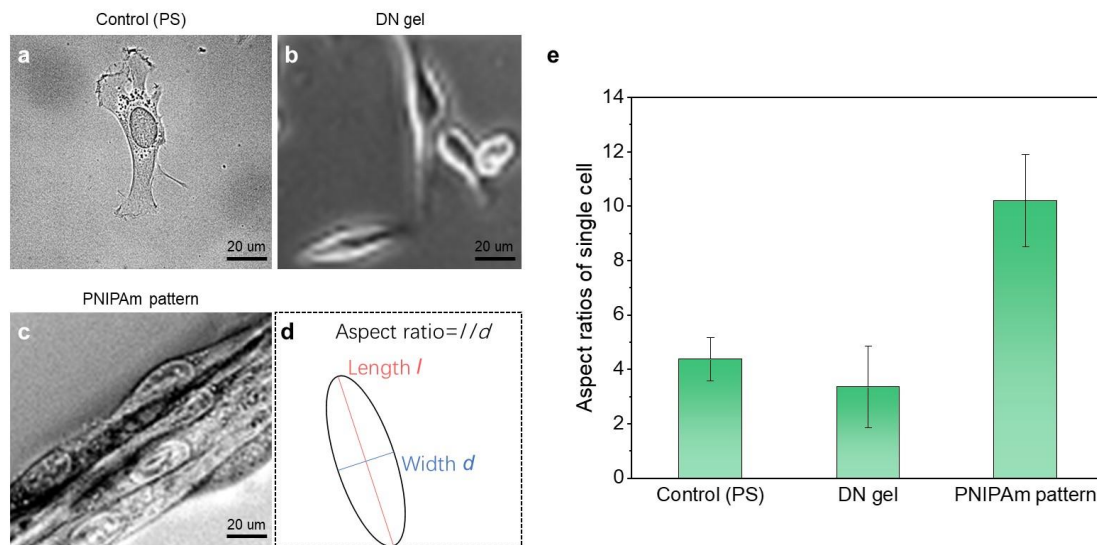 Control (PS)
DN gel
a
20 um
b
20 um
PNIPAm pattern
c
20 um
d
Aspect ratio=l/d
Length l
Width d
e
Aspect ratios of single cell
14
12
10
8
6
4
2
0
Control (PS)
DN gel
PNIPAm pattern